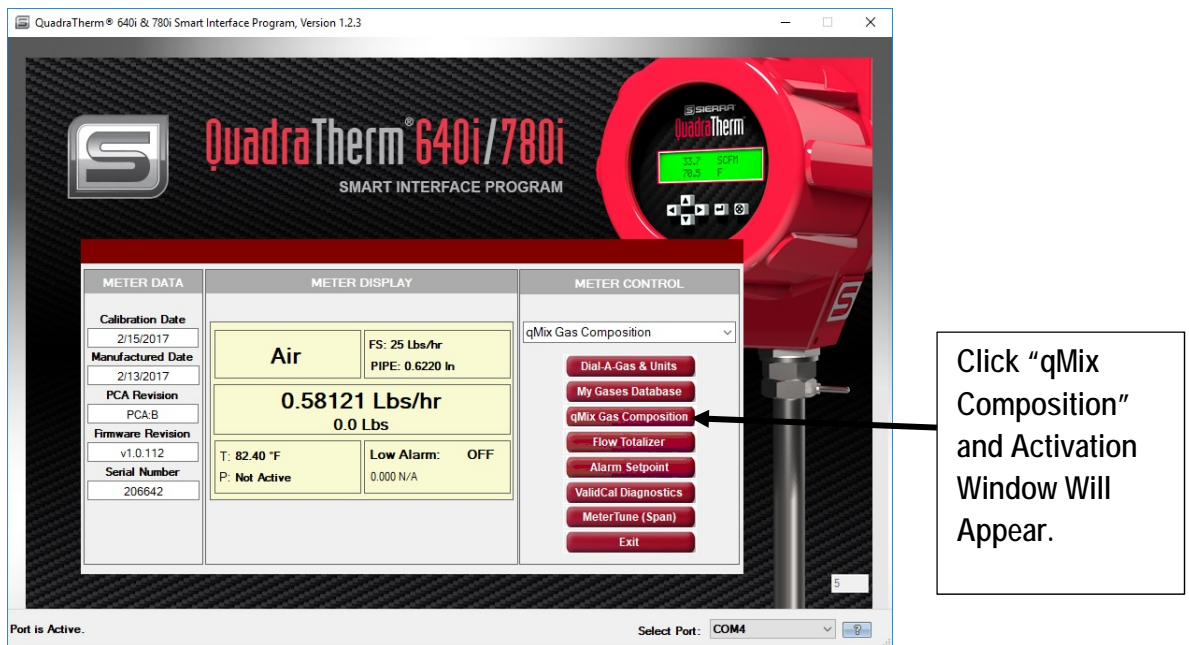 QuadraTherm® 640i & 780i Smart Interface Program, Version 1.2.3
SIERRA
QuadraTherm
33.7 SCFM
70.5 F
QuadraTherm® 640i/780i
SMART INTERFACE PROGRAM
METER DATA
Calibration Date
2/15/2017
Manufactured Date
2/13/2017
PCA Revision
PCA:B
Firmware Revision
v1.0.112
Serial Number
206642
METER DISPLAY
Air
FS: 25 Lbs/hr
PIPE: 0.6220 In
0.58121 Lbs/hr
0.0 Lbs
T: 82.40 °F
P: Not Active
Low Alarm: OFF
0.000 N/A
METER CONTROL
qMix Gas Composition
Dial-A-Gas & Units
My Gases Database
qMix Gas Composition
Flow Totalizer
Alarm Setpoint
ValidCal Diagnostics
MeterTune (Span)
Exit
5
Port is Active.
Select Port: COM4
?
Click “qMix
Composition”
and Activation
Window Will
Appear.